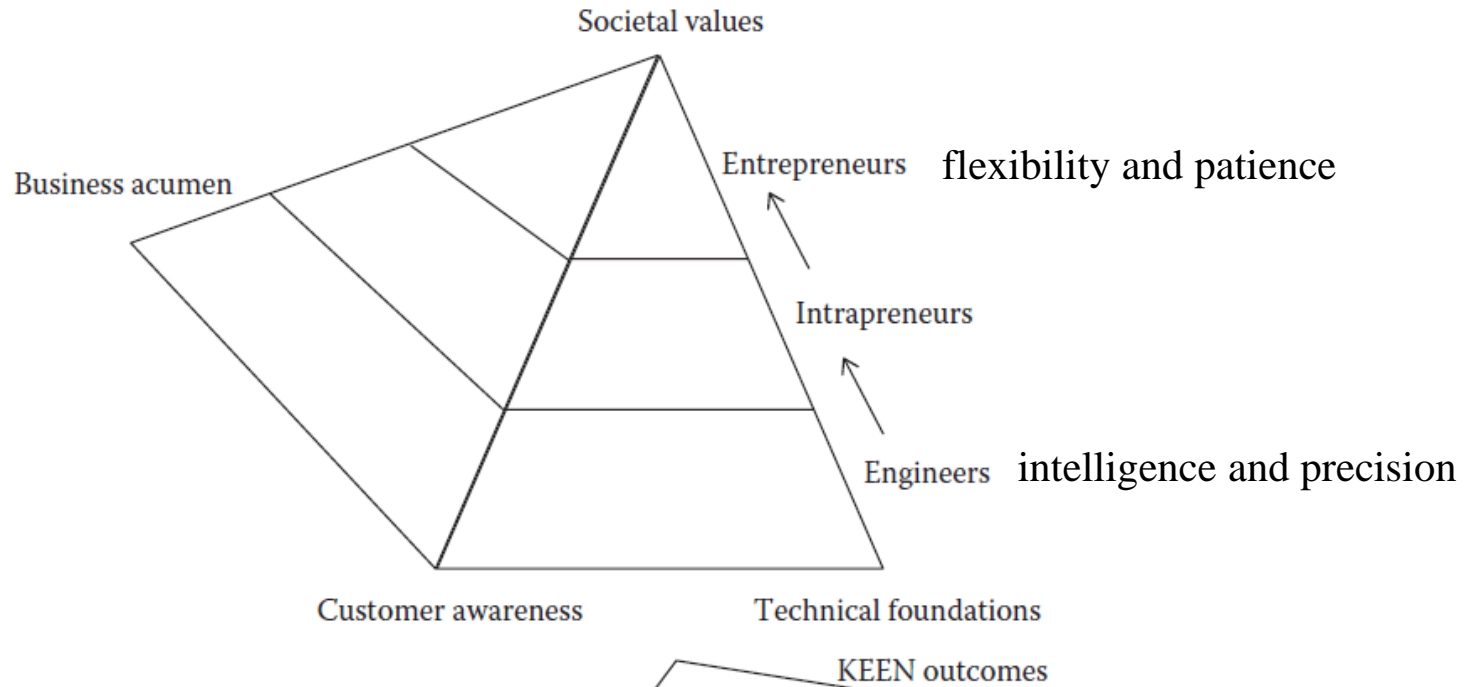 Societal values
Entrepreneurs flexibility and patience
Business acumen
Intrapreneurs
Engineers intelligence and precision
Customer awareness
Technical foundations
KEEN outcomes